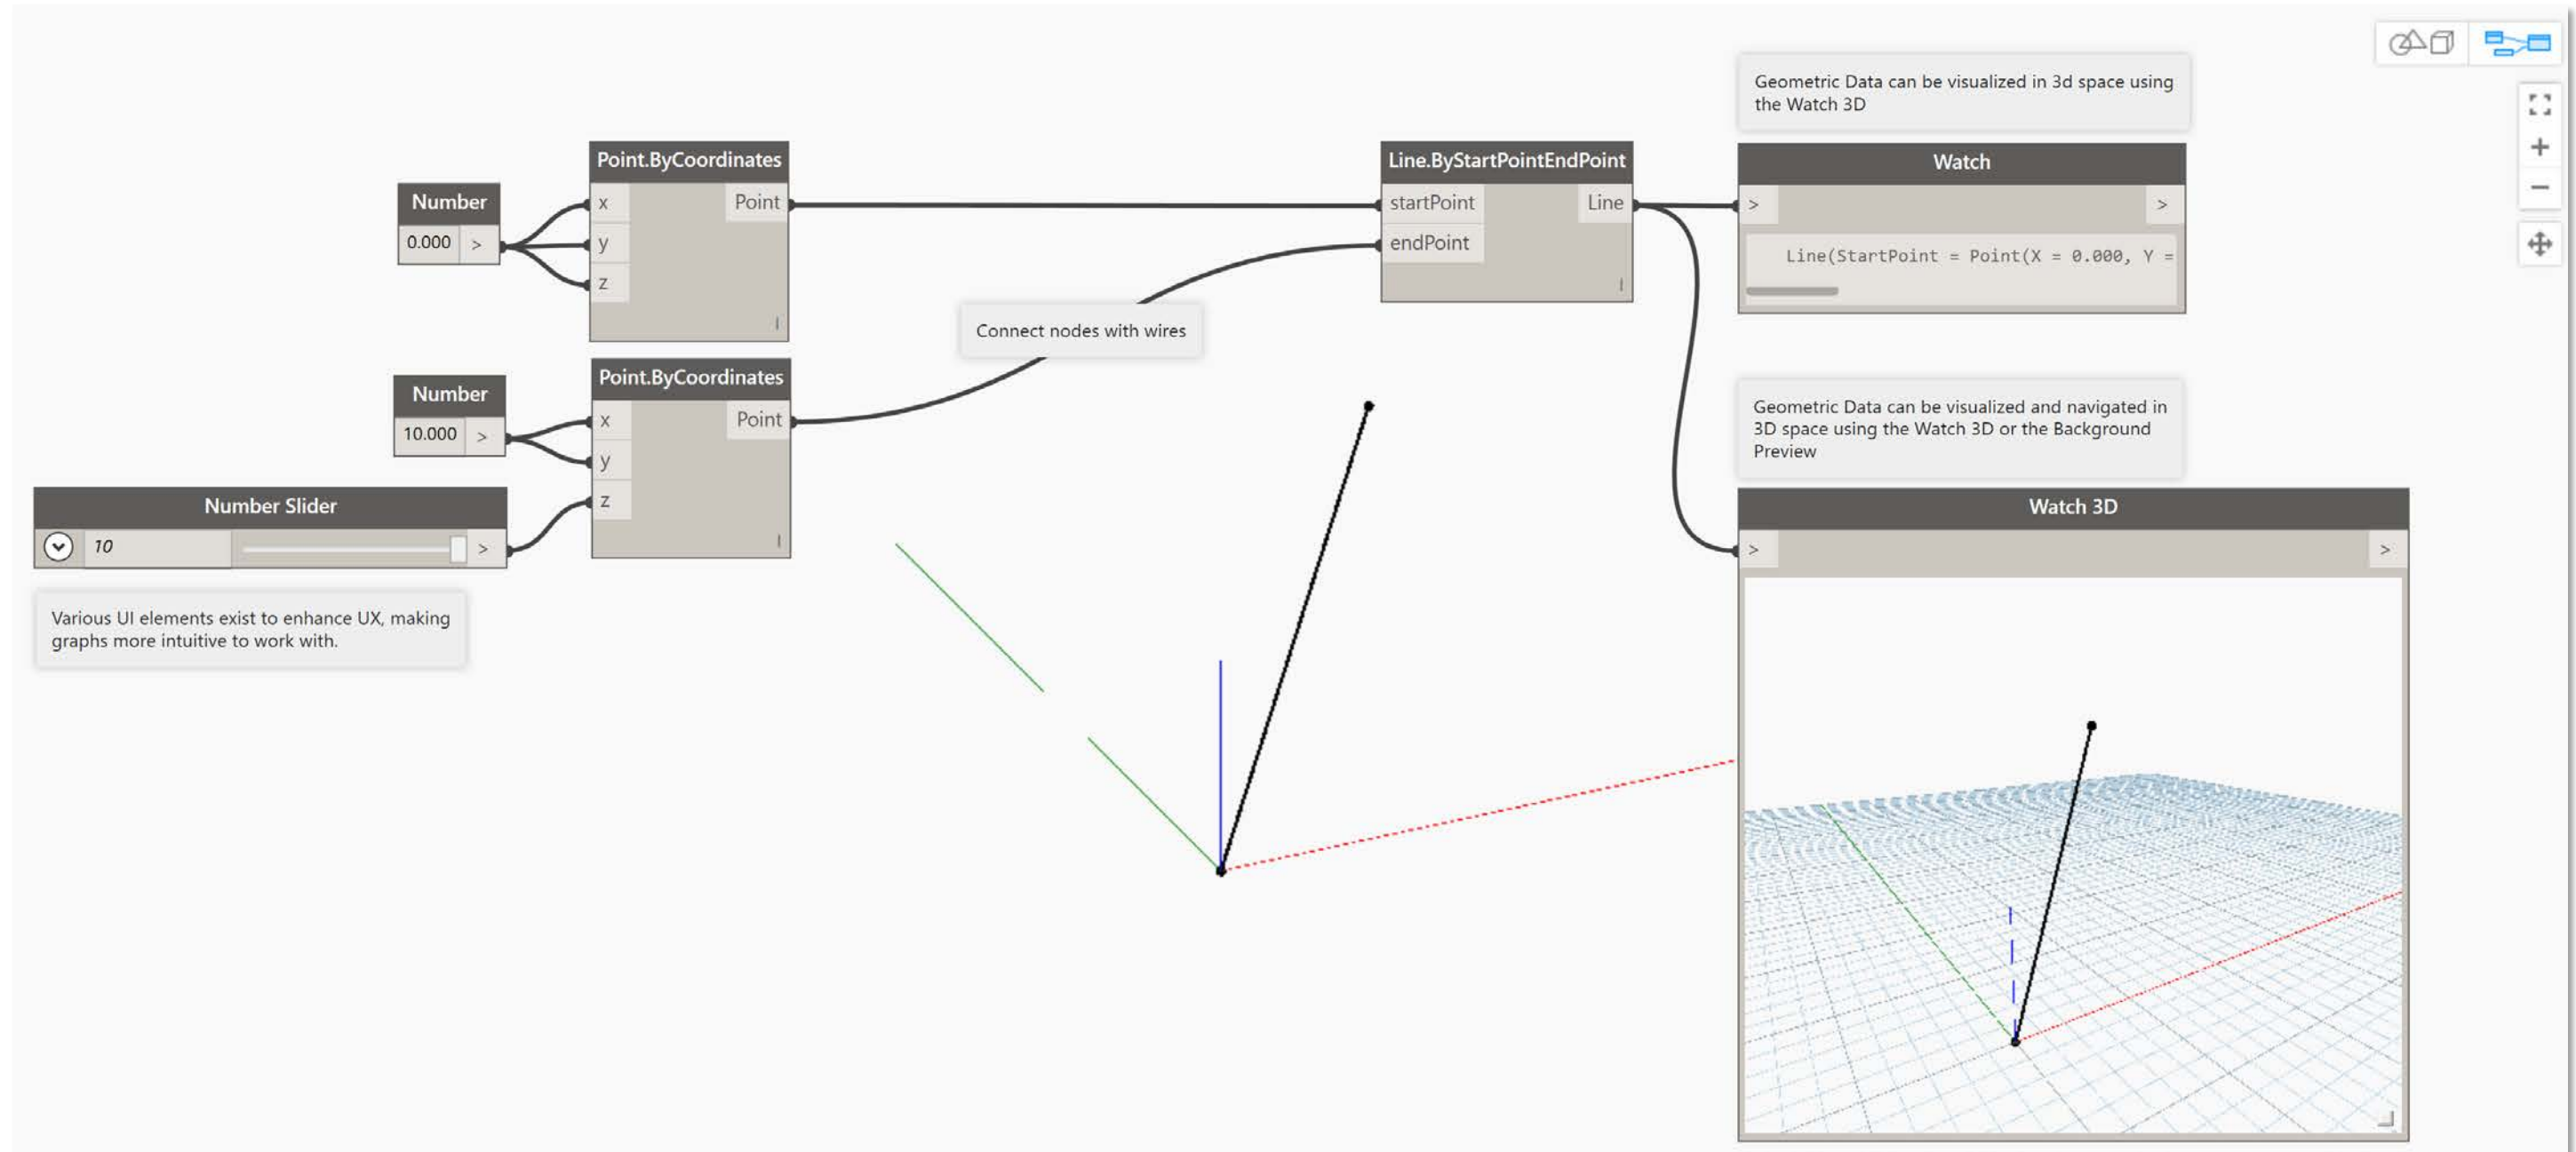 Geometric Data can be visualized in 3d space using
the Watch 3D
Point.ByCoordinates
Line.ByStartPointEndPoint
Watch
Number
x
Point
startPoint
Line
>
>
0.000
>
y
endPoint
z
Line(StartPoint = Point(X = 0.000, Y =
l
l
Connect nodes with wires
Point.ByCoordinates
Number
x
Point
10.000
>
y
Geometric Data can be visualized and navigated in
3D space using the Watch 3D or the Background
Preview
z
Number Slider
10
>
l
Watch 3D
>
>
Various UI elements exist to enhance UX, making
graphs more intuitive to work with.